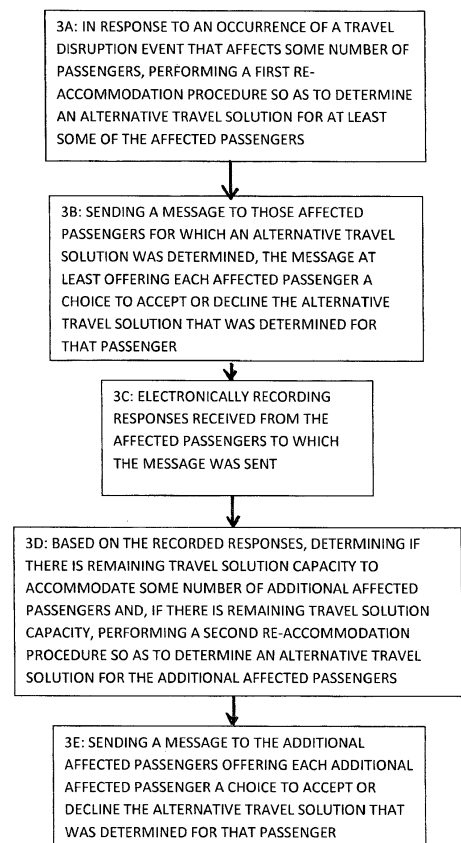 3A: IN RESPONSE TO AN OCCURRENCE OF A TRAVEL
DISRUPTION EVENT THAT AFFECTS SOME NUMBER OF
PASSENGERS, PERFORMING A FIRST RE-
ACCOMMODATION PROCEDURE SO AS TO DETERMINE
AN ALTERNATIVE TRAVEL SOLUTION FOR AT LEAST
SOME OF THE AFFECTED PASSENGERS
3B: SENDING A MESSAGE TO THOSE AFFECTED
PASSENGERS FOR WHICH AN ALTERNATIVE TRAVEL
SOLUTION WAS DETERMINED, THE MESSAGE AT
LEAST OFFERING EACH AFFECTED PASSENGER A
CHOICE TO ACCEPT OR DECLINE THE ALTERNATIVE
TRAVEL SOLUTION THAT WAS DETERMINED FOR
THAT PASSENGER
3C: ELECTRONICALLY RECORDING
RESPONSES RECEIVED FROM THE
AFFECTED PASSENGERS TO WHICH
THE MESSAGE WAS SENT
3D: BASED ON THE RECORDED RESPONSES, DETERMINING IF
THERE IS REMAINING TRAVEL SOLUTION CAPACITY TO
ACCOMMODATE SOME NUMBER OF ADDITIONAL AFFECTED
PASSENGERS AND, IF THERE IS REMAINING TRAVEL SOLUTION
CAPACITY, PERFORMING A SECOND RE-ACCOMMODATION
PROCEDURE SO AS TO DETERMINE AN ALTERNATIVE TRAVEL
SOLUTION FOR THE ADDITIONAL AFFECTED PASSENGERS
3E: SENDING A MESSAGE TO THE ADDITIONAL
AFFECTED PASSENGERS OFFERING EACH ADDITIONAL
AFFECTED PASSENGER A CHOICE TO ACCEPT OR
DECLINE THE ALTERNATIVE TRAVEL SOLUTION THAT
WAS DETERMINED FOR THAT PASSENGER